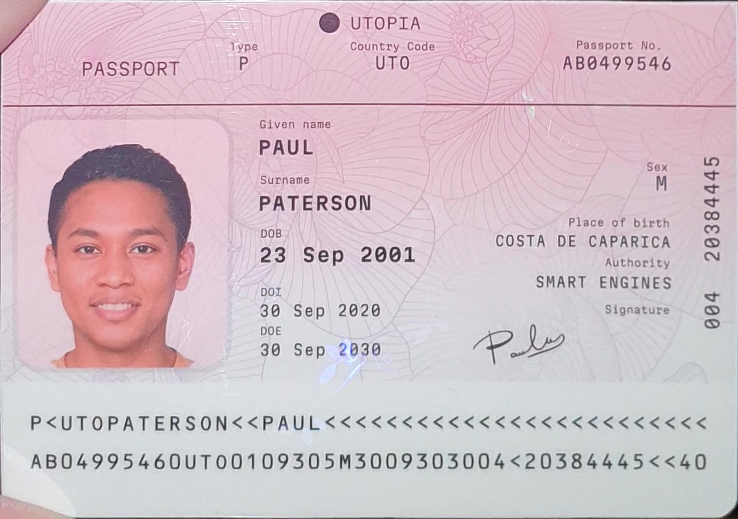 UTOPIA
PASSPORT
Type
P
Country Code
UTO
Passport No.
AB0499546
Given name
PAUL
Surname
PATERSON
DOB
23 Sep 2001
DOI
30 Sep 2020
DOE
30 Sep 2030
Sex
M
Place of birth
COSTA DE CAPARICA
Authority
SMART ENGINES
Signature
Paulus
004 20384445
P<UTOPATERSON<<PAUL<<<<<<<<<<<<<<<<<<<<<<<<<
AB04995460UTO0109305M3009303004<20384445<<40